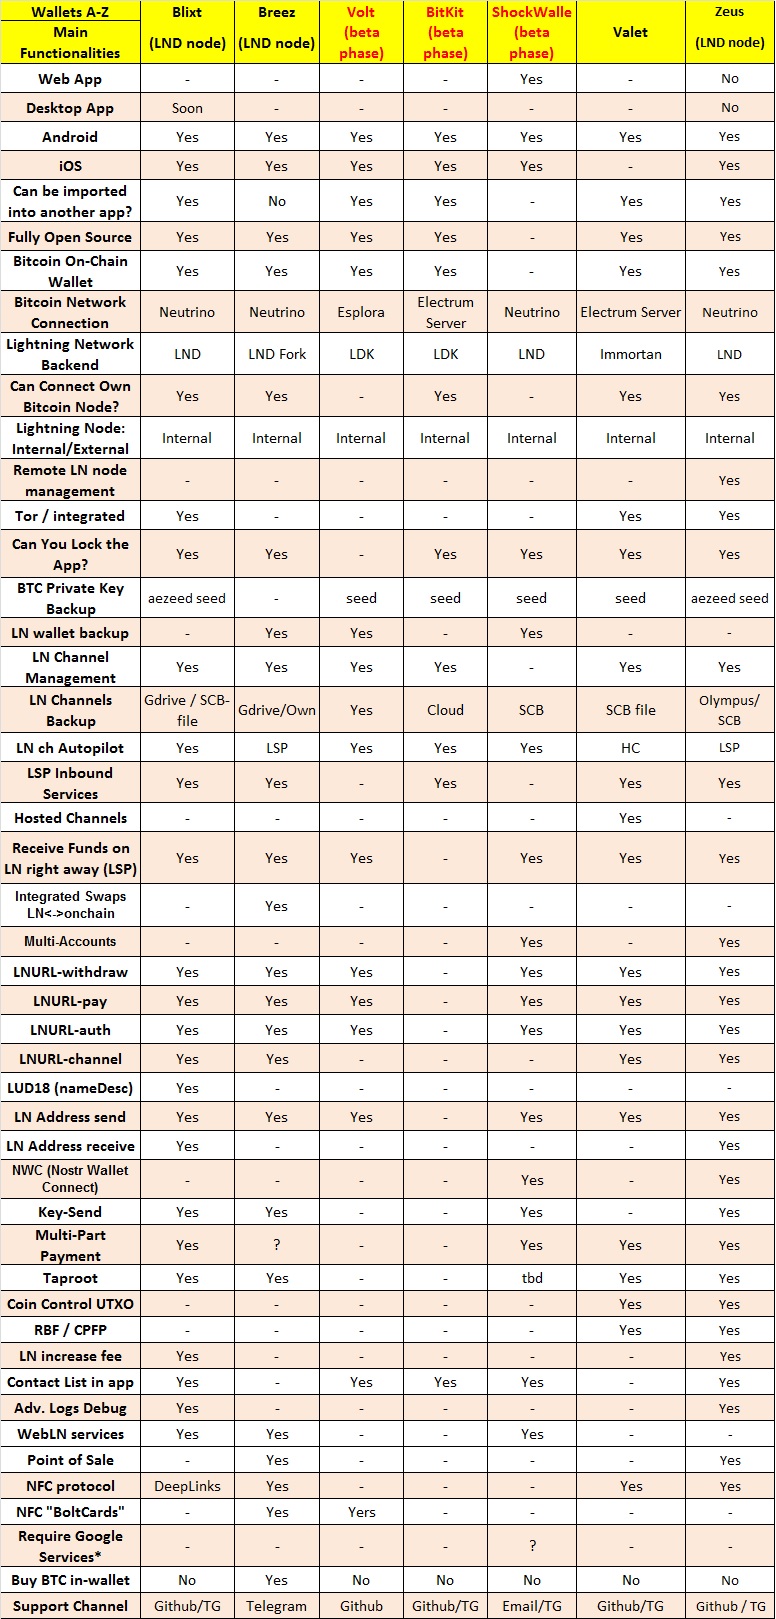 Wallets A-Z Blixt Breez Volt BitKit ShockWalle Valet Zeus
Main Functionalities (LND node) (LND node) (beta phase) (beta phase) (beta phase) (LND node)
Web App - - - - Yes - No
Desktop App Soon - - - - - No
Android Yes Yes Yes Yes Yes Yes Yes
iOS Yes Yes Yes Yes Yes - Yes
Can be imported into another app? Yes No Yes Yes - Yes Yes
Fully Open Source Yes Yes Yes Yes - Yes Yes
Bitcoin On-Chain Wallet Yes Yes Yes Yes - Yes Yes
Bitcoin Network Connection Neutrino Neutrino Esplora Electrum Server Neutrino Electrum Server Neutrino
Lightning Network Backend LND LND Fork LDK LDK LND Immortan LND
Can Connect Own Bitcoin Node? Yes Yes - Yes - Yes Yes
Lightning Node: Internal/External Internal Internal Internal Internal Internal Internal Internal
Remote LN node management - - - - - - Yes
Tor / integrated Yes - - - - Yes Yes
Can You Lock the App? Yes Yes - Yes Yes Yes Yes
BTC Private Key Backup aezeed seed - seed seed seed seed aezeed seed
LN wallet backup - Yes Yes - Yes - -
LN Channel Management Yes Yes Yes Yes - Yes Yes
LN Channels Backup Gdrive / SCB-file Gdrive/Own Yes Cloud SCB SCB file Olympus/ SCB
LN ch Autopilot Yes LSP Yes Yes Yes HC LSP
LSP Inbound Services Yes Yes - Yes - Yes Yes
Hosted Channels - - - - - Yes -
Receive Funds on LN right away (LSP) Yes Yes Yes - Yes Yes Yes
Integrated Swaps LN<->onchain - Yes - - - - -
Multi-Accounts - - - - Yes - Yes
LNURL-withdraw Yes Yes Yes - Yes Yes Yes
LNURL-pay Yes Yes Yes - Yes Yes Yes
LNURL-auth Yes Yes Yes - Yes Yes Yes
LNURL-channel Yes Yes - - - Yes Yes
LUD18 (nameDesc) Yes - - - - - -
LN Address send Yes Yes Yes - Yes Yes Yes
LN Address receive Yes - - - - - Yes
NWC (Nostr Wallet Connect) - - - - Yes - Yes
Key-Send Yes Yes - - Yes - Yes
Multi-Part Payment Yes ? - - Yes Yes Yes
Taproot Yes Yes - - tbd Yes Yes
Coin Control UTXO - - - - - Yes Yes
RBF / CPFP - - - - - Yes Yes
LN increase fee Yes - - - - - Yes
Contact List in app Yes - Yes Yes Yes - Yes
Adv. Logs Debug Yes - - - - - Yes
WebLN services Yes Yes - - Yes - -
Point of Sale - Yes - - - - Yes
NFC protocol DeepLinks Yes - - - Yes Yes
NFC "BoltCards" - Yes Yers - - - -
Require Google Services* - - - - ? - -
Buy BTC in-wallet No Yes No No No No No
Support Channel Github/TG Telegram Github Github/TG Email/TG Github/TG Github / TG